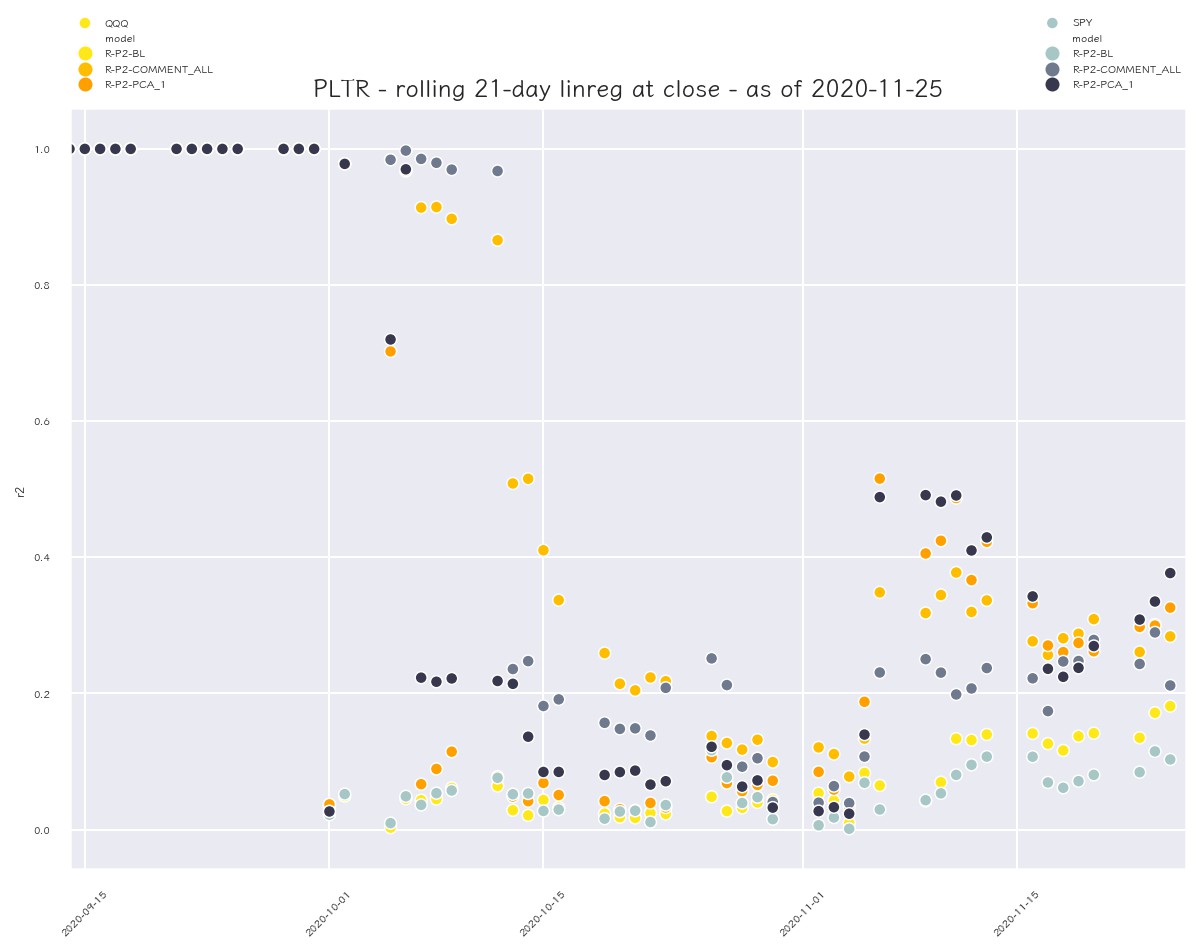 QQQ
model
R-P2-BL
R-P2-COMMENT_ALL
R-P2-PCA_1
SPY
model
R-P2-BL
R-P2-COMMENT_ALL
R-P2-PCA_1
PLTR - rolling 21-day linreg at close - as of 2020-11-25
1.0
0.8
0.6
r2
0.4
0.2
0.0
2020-09-15
2020-10-01
2020-10-15
2020-11-01
2020-11-15